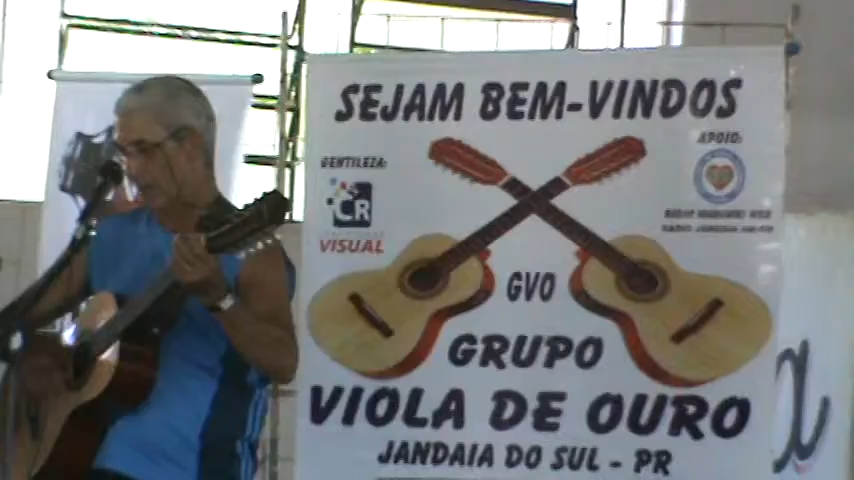 SEJAM BEM-VINDOS
GENTILEZA:
APOIO:
CR
VISUAL
GVO
GRUPO
VIOLA DE OURO
JANDAIA DO SUL - PR